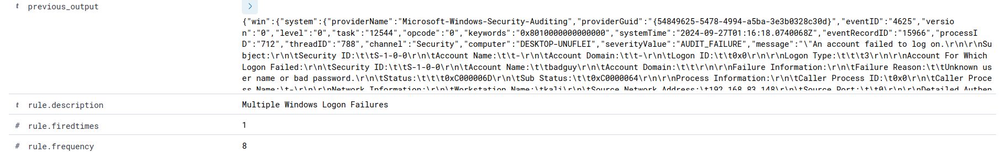 t previous_output
{"win":{"system":{"providerName":"Microsoft-Windows-Security-Auditing","providerGuid":"{54849625-5478-4994-a5ba-3e3b0328c30d}","eventID":"4625","versio
n":"0","level":"0","task":"12544","opcode":"0","keywords":"0x8010000000000000","systemTime":"2024-09-27T01:16:18.0740068Z","eventRecordID":"15966","processI
D":"712","threadID":"788","channel":"Security","computer":"DESKTOP-UNUFLEI","severityValue":"AUDIT_FAILURE","message":"\"An account failed to log on.\r\n\r\nSu
bject:\r\n\tSecurity ID:\t\tS-1-0-0\r\n\tAccount Name:\t\t-\r\n\tAccount Domain:\t\t-\r\n\tLogon ID:\t\t0x0\r\n\r\nLogon Type:\t\t\t3\r\n\r\nAccount For Which
Logon Failed:\r\n\tSecurity ID:\t\tS-1-0-0\r\n\tAccount Name:\t\tbadguy\r\n\tAccount Domain:\t\t\r\n\r\nFailure Information:\r\n\tFailure Reason:\t\tUnknown us
er name or bad password.\r\n\tStatus:\t\t\t0xC000006D\r\n\tSub Status:\t\t0xC0000064\r\n\r\nProcess Information:\r\n\tCaller Process ID:\t0x0\r\n\tCaller Proce
ss Name:\t-\r\n\r\nNetwork Information:\r\n\tWorkstation Name:\tkali\r\n\tSource Network Address:\t192.168.83.148\r\n\tSource Port:\t\t0\r\n\r\nDetailed Authen
t rule.description Multiple Windows Logon Failures
# rule.firedtimes 1
# rule.frequency 8